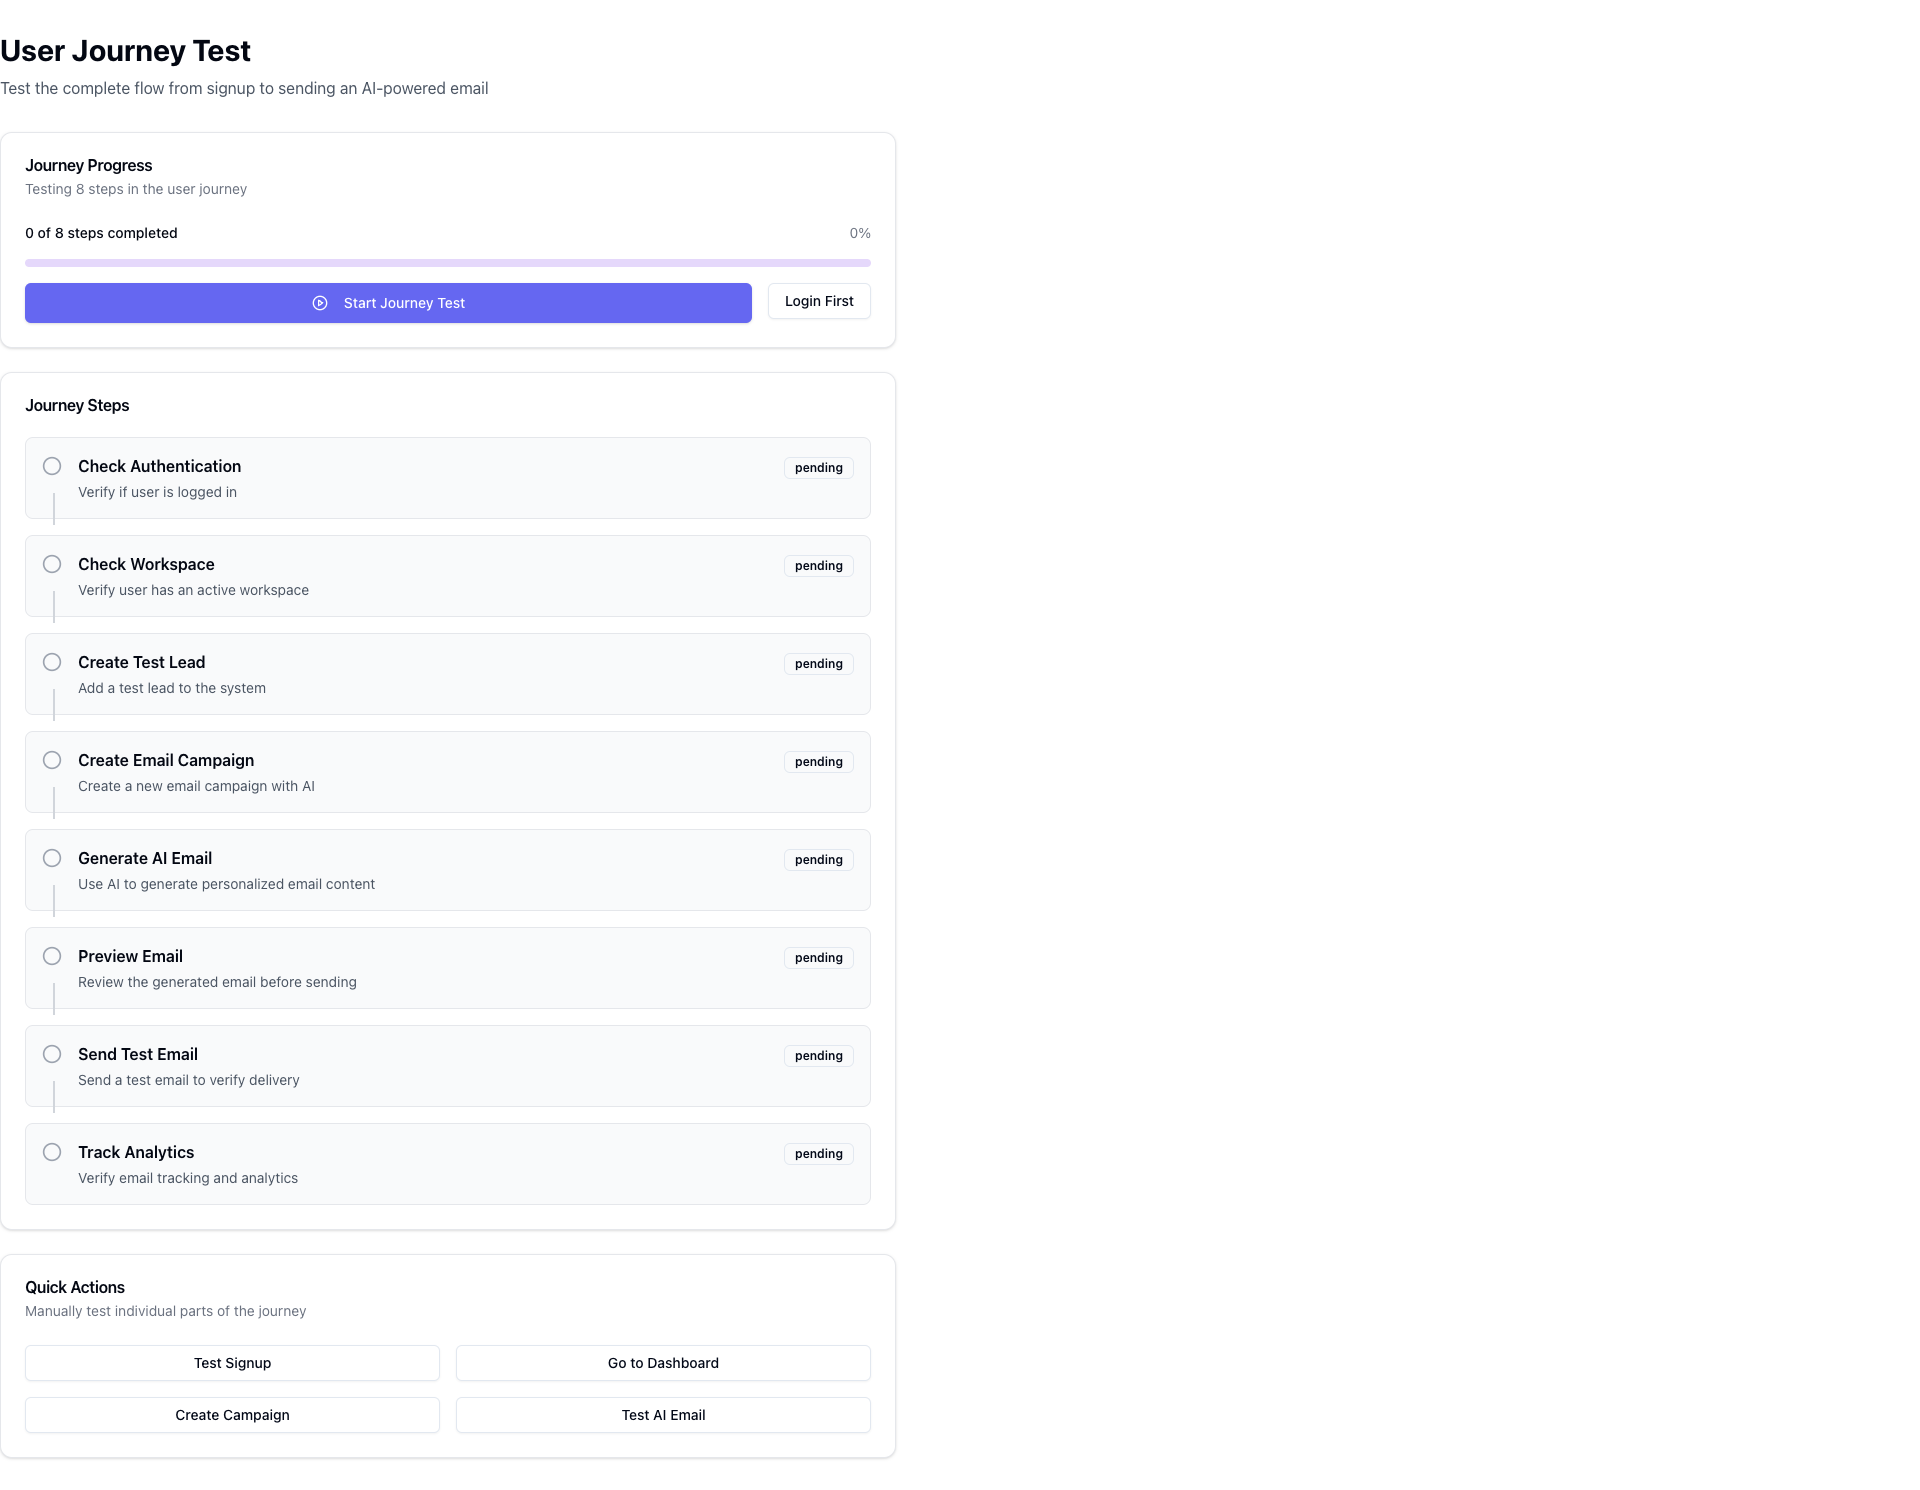 User Journey Test
Test the complete flow from signup to sending an AI-powered email
Journey Progress
Testing 8 steps in the user journey
0 of 8 steps completed
0%
Start Journey Test
Login First
Journey Steps
Check Authentication
pending
Verify if user is logged in
Check Workspace
pending
Verify user has an active workspace
Create Test Lead
pending
Add a test lead to the system
Create Email Campaign
pending
Create a new email campaign with AI
Generate AI Email
pending
Use AI to generate personalized email content
Preview Email
pending
Review the generated email before sending
Send Test Email
pending
Send a test email to verify delivery
Track Analytics
pending
Verify email tracking and analytics
Quick Actions
Manually test individual parts of the journey
Test Signup
Go to Dashboard
Create Campaign
Test AI Email